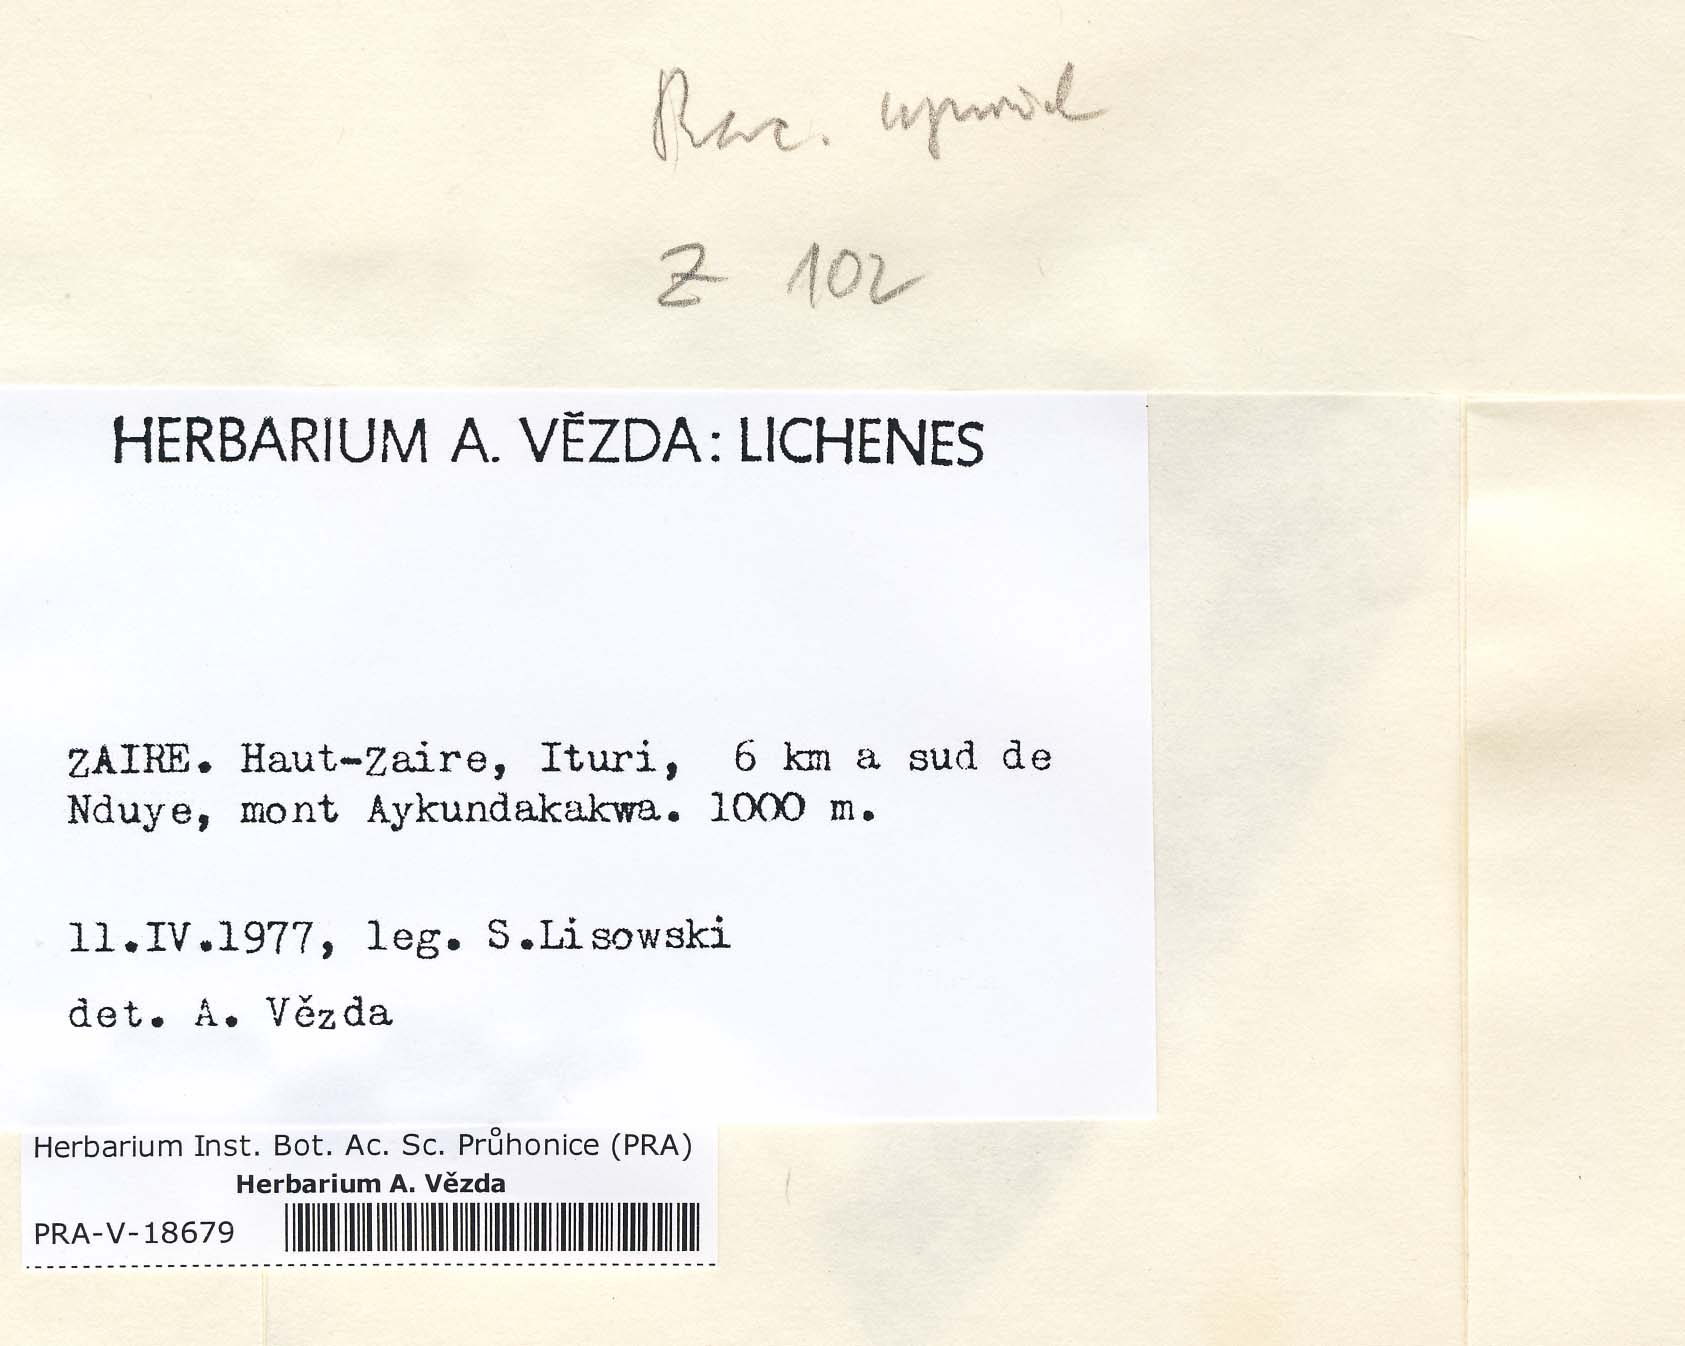 Bac.
Z 102
HERBARIUM A. VĚZDA: LICHENES
ZAIRE. Haut-Zaire, Ituri, 6 km a sud de
Nduye, mont Aykundakakwa. 1000 m.
11.IV.1977, leg. S.Lisowski
det. A. Vězda
Herbarium Inst. Bot. Ac. Sc. Průhonice (PRA)
Herbarium A. Vězda
PRA-V-18679